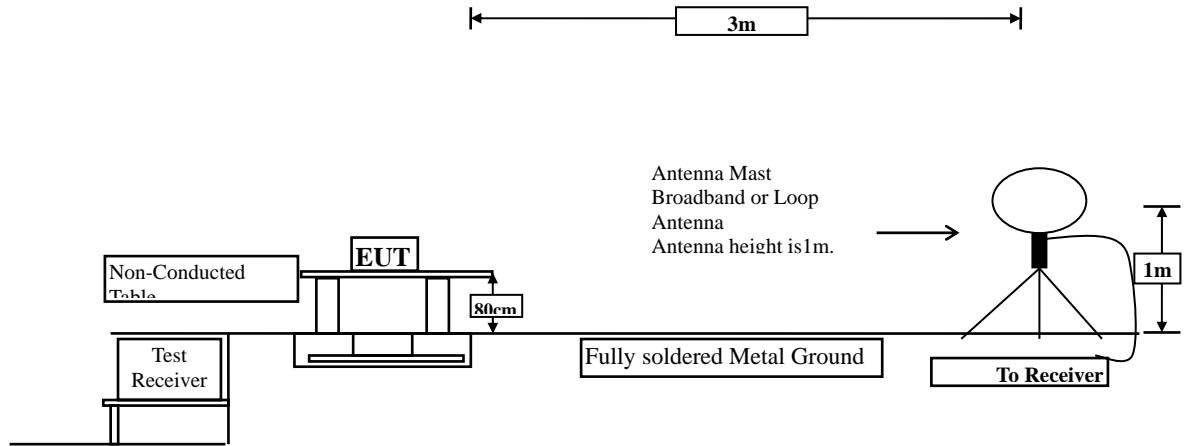 3m
Antenna Mast
Broadband or Loop
Antenna
Antenna height is1m.
EUT
Non-Conducted
Table
80cm
1m
Test
Receiver
Fully soldered Metal Ground
To Receiver